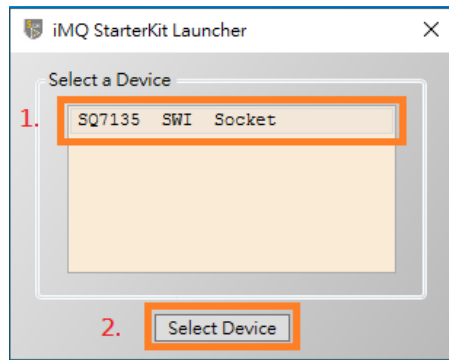 iMQ StarterKit Launcher
Select a Device
1.
SQ7135 SWI Socket
2.
Select Device